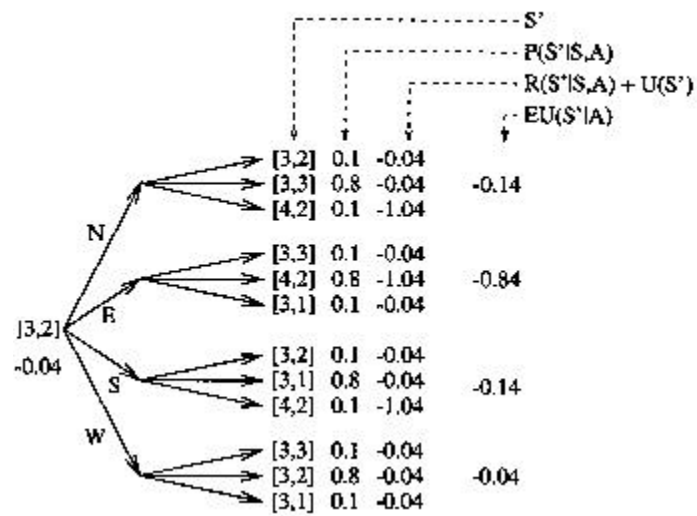 S'
P(S'|S,A)
R(S'|S,A) + U(S')
EU(S'|A)
[3,2] 0.1 -0.04
[3,3] 0.8 -0.04 -0.14
[4,2] 0.1 -1.04
N
[3,3] 0.1 -0.04
[4,2] 0.8 -1.04 -0.84
[3,1] 0.1 -0.04
E
[3,2]
-0.04
[3,2] 0.1 -0.04
[3,1] 0.8 -0.04 -0.14
[4,2] 0.1 -1.04
S
W
[3,3] 0.1 -0.04
[3,2] 0.8 -0.04 -0.04
[3,1] 0.1 -0.04